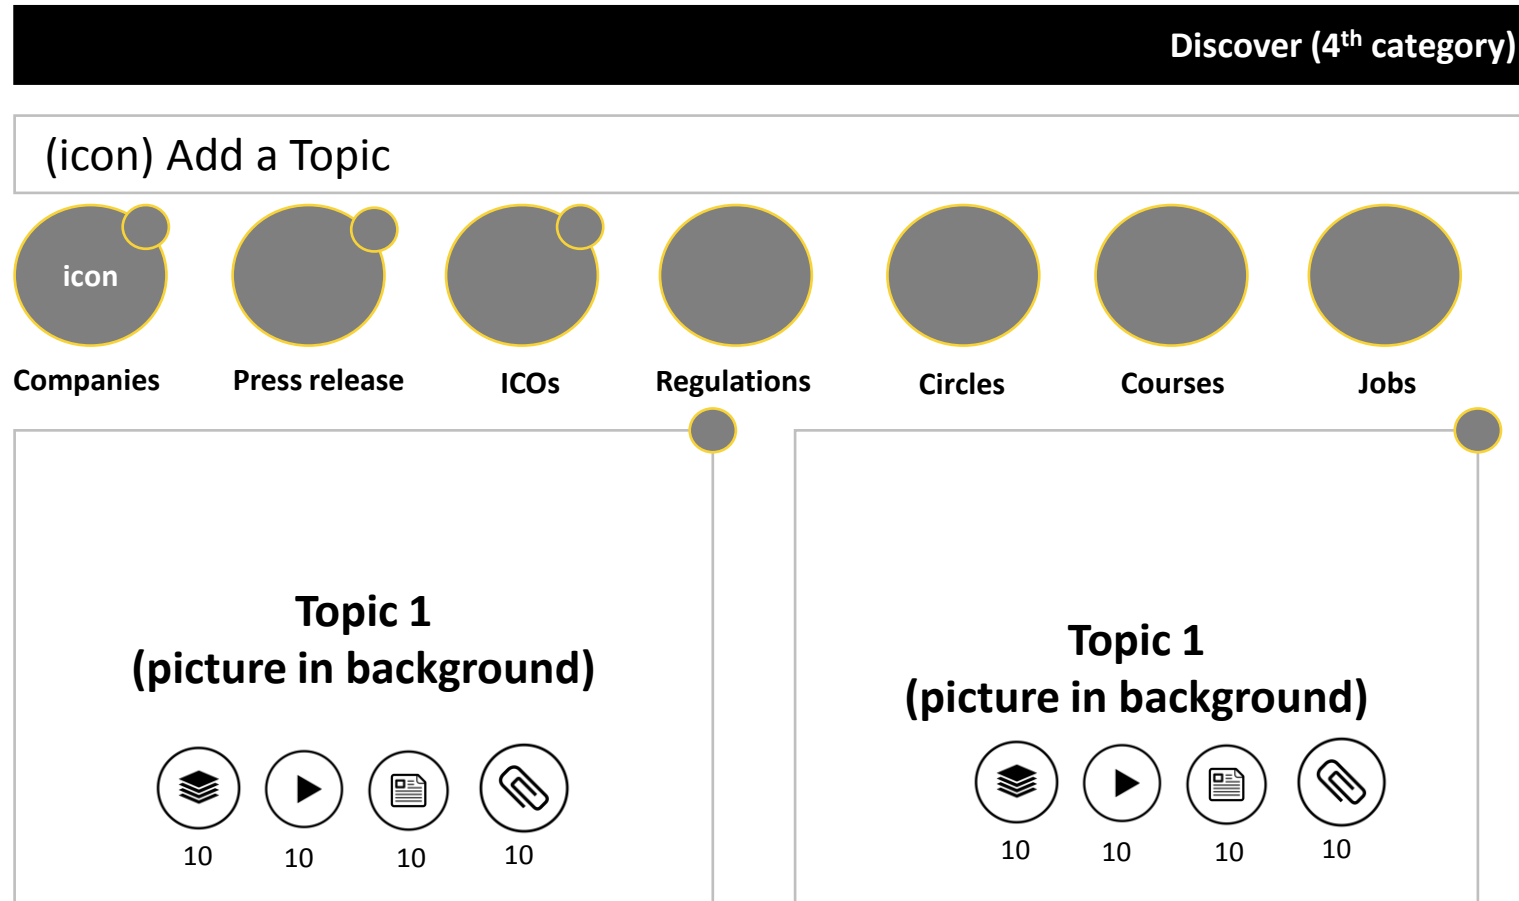 Discover (4th category)
(icon) Add a Topic
icon
Companies Press release ICOs Regulations Circles Courses Jobs
Topic 1
(picture in background)
10 10 10 10
Topic 1
(picture in background)
10 10 10 10